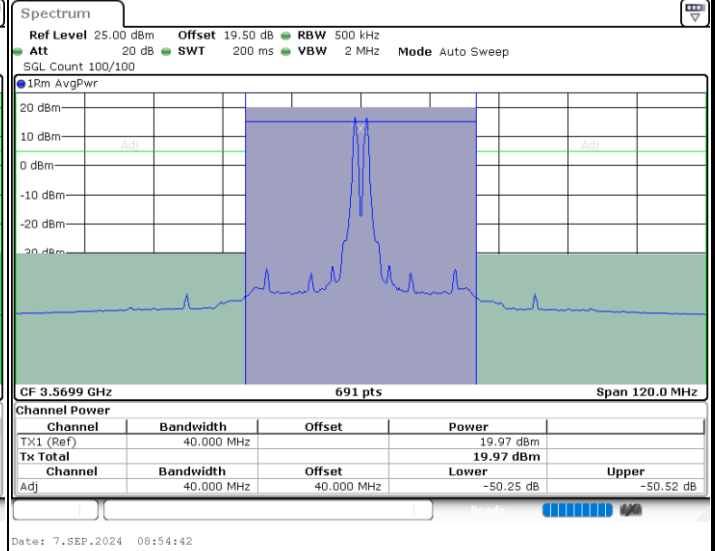 Spectrum
Ref Level 25.00 dBm Offset 19.50 dB RBW 500 kHz
Att 20 dB SWT 200 ms VBW 2 MHz Mode Auto Sweep
SGL Count 100/100
1Rm AvgPwr
20 dBm
10 dBm
Adj Adj
0 dBm
-10 dBm
-20 dBm
-30 dBm
CF 3.5699 GHz 691 pts Span 120.0 MHz
Channel Power
Channel Bandwidth Offset Power
TX1 (Ref) 40.000 MHz 19.97 dBm
Tx Total 19.97 dBm
Channel Bandwidth Offset Lower Upper
Adj 40.000 MHz 40.000 MHz -50.25 dB -50.52 dB
Ready
Date: 7.SEP.2024 08:54:42